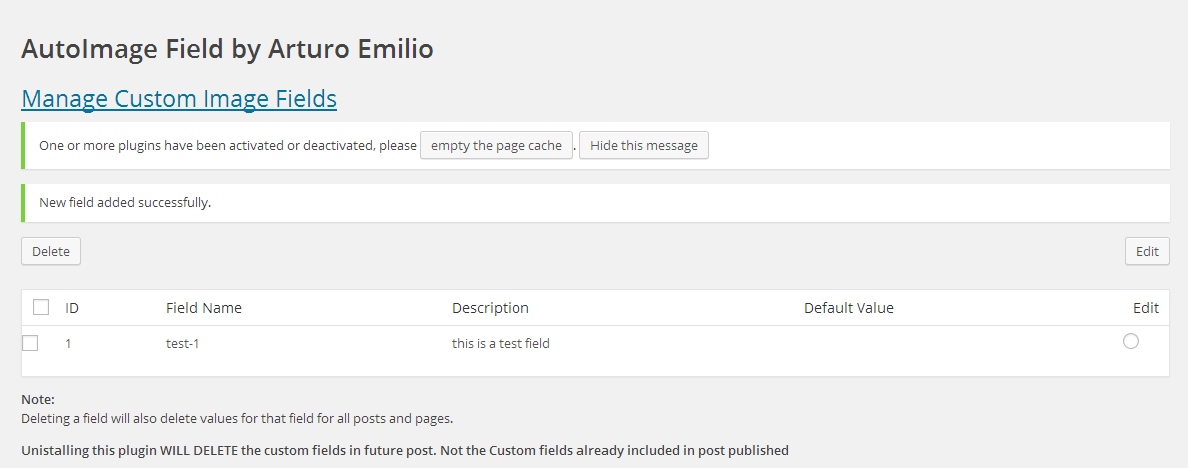 AutoImage Field by Arturo Emilio
Manage Custom Image Fields
One or more plugins have been activated or deactivated, please empty the page cache. Hide this message
New field added successfully.
Delete Edit
ID Field Name Description Default Value Edit
1 test-1 this is a test field
Note:
Deleting a field will also delete values for that field for all posts and pages.
Unistalling this plugin WILL DELETE the custom fields in future post. Not the Custom fields already included in post published